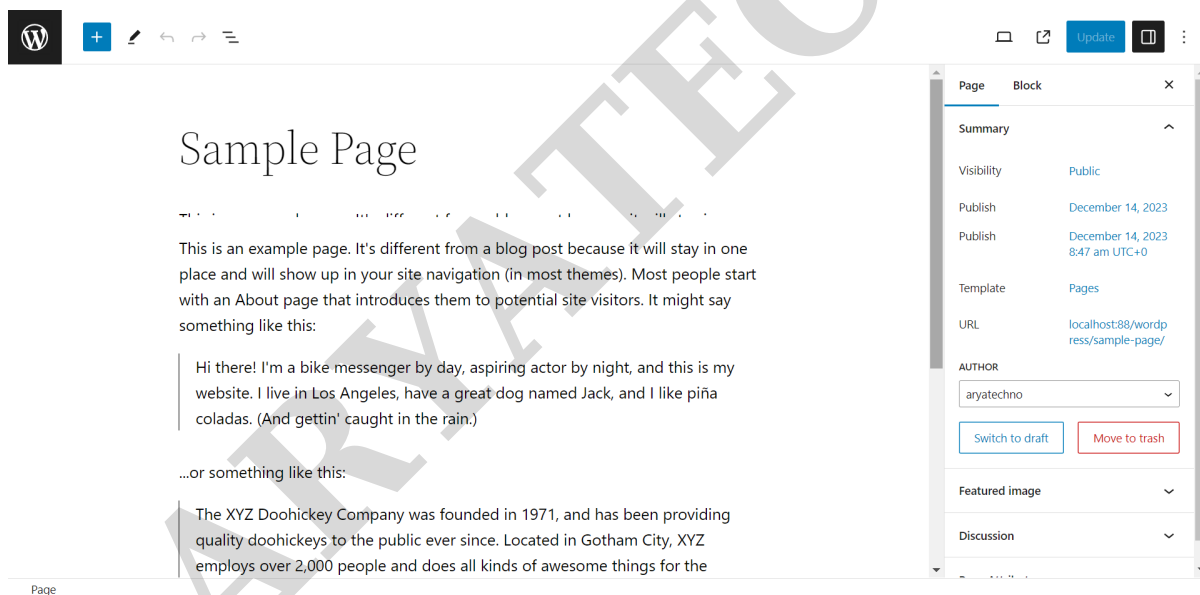 Update
Page Block
Sample Page
Summary
Visibility Public
Publish December 14, 2023
Publish December 14, 2023
8:47 am UTC+0
Template Pages
URL localhost:88/wordp
ress/sample-page/
AUTHOR
aryatechno
Switch to draft Move to trash
Featured image
Discussion
This is an example page. It's different from a blog post because it will stay in one
place and will show up in your site navigation (in most themes). Most people start
with an About page that introduces them to potential site visitors. It might say
something like this:
Hi there! I'm a bike messenger by day, aspiring actor by night, and this is my
website. I live in Los Angeles, have a great dog named Jack, and I like piña
coladas. (And gettin' caught in the rain.)
...or something like this:
The XYZ Doohickey Company was founded in 1971, and has been providing
quality doohickeys to the public ever since. Located in Gotham City, XYZ
employs over 2,000 people and does all kinds of awesome things for the
Page
ARYATEC